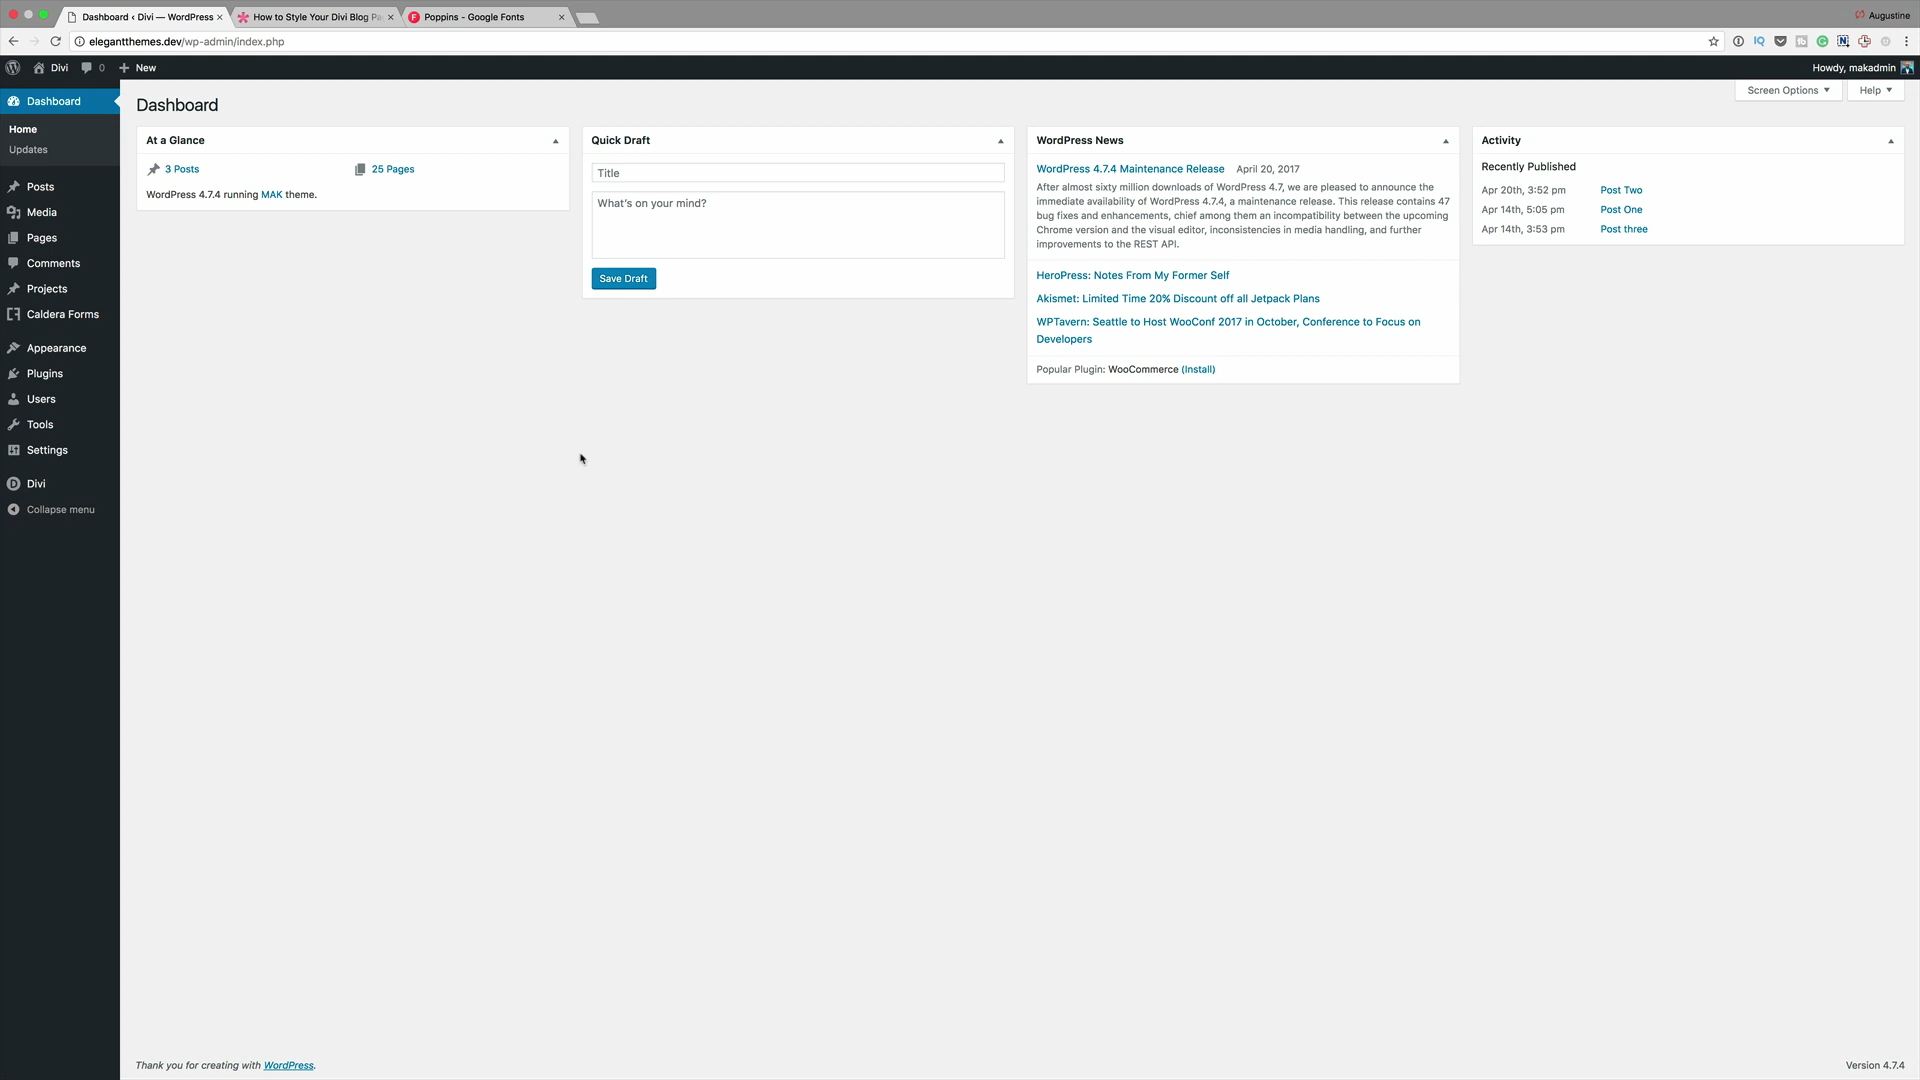 Dashboard ‹ Divi — WordPress
How to Style Your Divi Blog Pa
Poppins - Google Fonts
Augustine
elegantthemes.dev/wp-admin/index.php
Divi
0
New
Howdy, makadmin
Dashboard
Home
Updates
Posts
Media
Pages
Comments
Projects
Caldera Forms
Appearance
Plugins
Users
Tools
Settings
Divi
Collapse menu
Dashboard
Screen Options
Help
At a Glance
3 Posts
25 Pages
WordPress 4.7.4 running MAK theme.
Quick Draft
Title
What's on your mind?
Save Draft
WordPress News
WordPress 4.7.4 Maintenance Release April 20, 2017
After almost sixty million downloads of WordPress 4.7, we are pleased to announce the
immediate availability of WordPress 4.7.4, a maintenance release. This release contains 47
bug fixes and enhancements, chief among them an incompatibility between the upcoming
Chrome version and the visual editor, inconsistencies in media handling, and further
improvements to the REST API.
HeroPress: Notes From My Former Self
Akismet: Limited Time 20% Discount off all Jetpack Plans
WPTavern: Seattle to Host WooConf 2017 in October, Conference to Focus on
Developers
Popular Plugin: WooCommerce (Install)
Activity
Recently Published
Apr 20th, 3:52 pm Post Two
Apr 14th, 5:05 pm Post One
Apr 14th, 3:53 pm Post three
Thank you for creating with WordPress.
Version 4.7.4